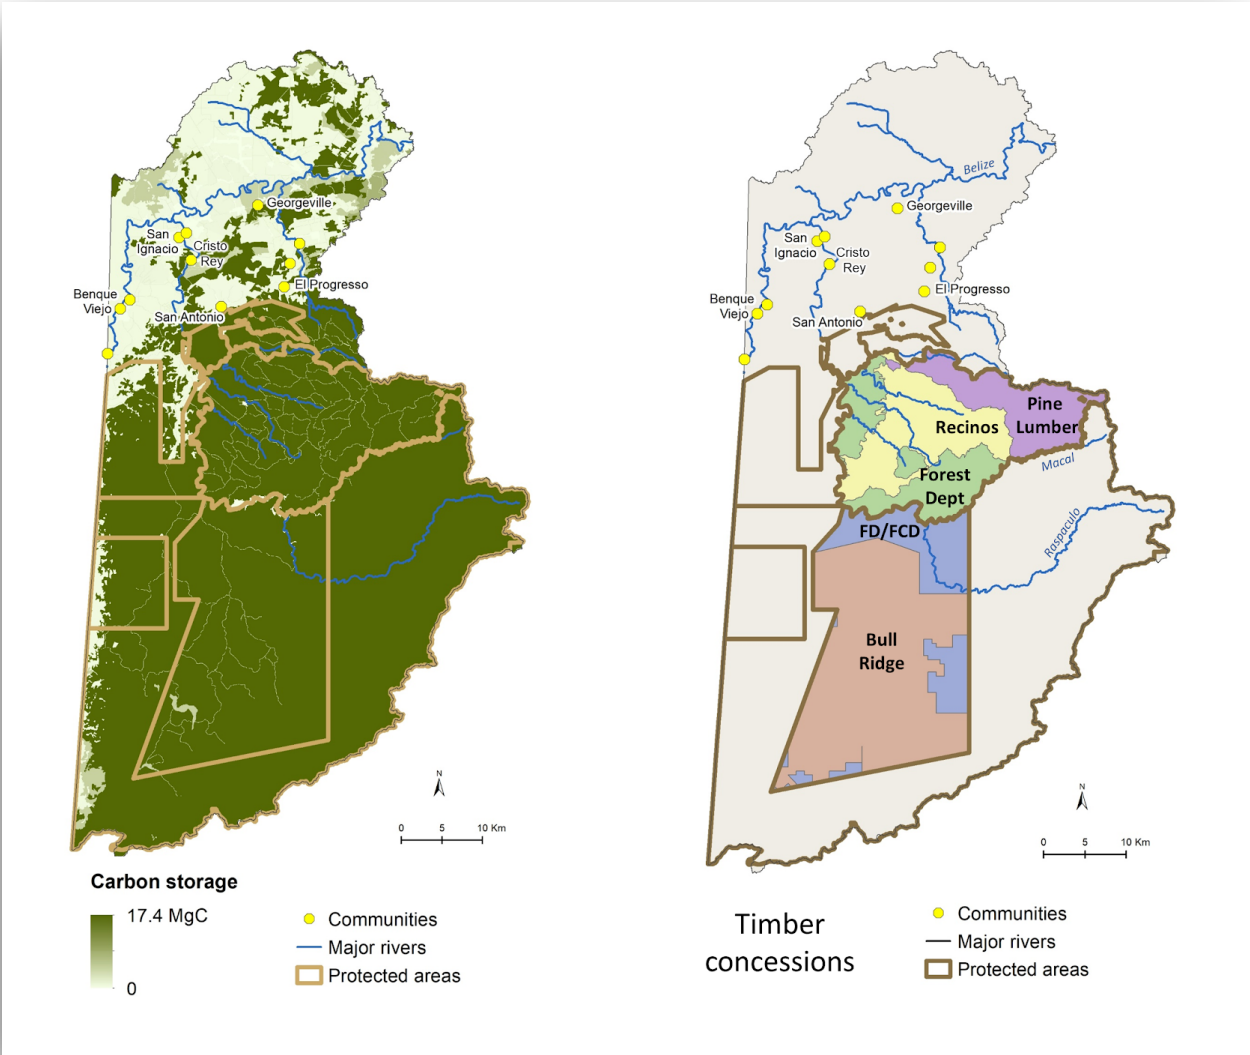 Georgeville
San
Ignacio
Cristo
Rey
El Progresso
Benque
Viejo
San Antonio
N
0 5 10 Km
Carbon storage
17.4 MgC
0
Communities
Major rivers
Protected areas
Belize
Georgeville
San
Ignacio
Cristo
Rey
El Progresso
Benque
Viejo
San Antonio
Pine
Lumber
Recinos
Macal
Forest
Dept
FD/FCD
Raspaculo
Bull
Ridge
N
0 5 10 Km
Timber
concessions
Communities
Major rivers
Protected areas